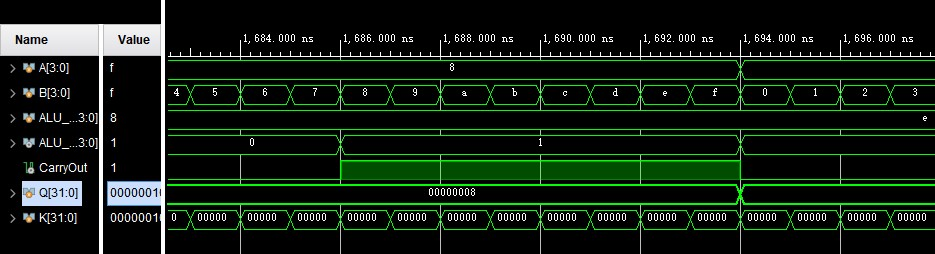 Name Value 1,684.000 ns 1,686.000 ns 1,688.000 ns 1,690.000 ns 1,692.000 ns 1,694.000 ns 1,696.000 ns
A[3:0] f 8
B[3:0] f 4 5 6 7 8 9 a b c d e f 0 1 2 3
ALU_...3:0] 8 e
ALU_...3:0] 1 0 1
CarryOut 1
Q[31:0] 0000001 00000008
K[31:0] 0000001 0 00000 00000 00000 00000 00000 00000 00000 00000 00000 00000 00000 00000 00000 00000 00000